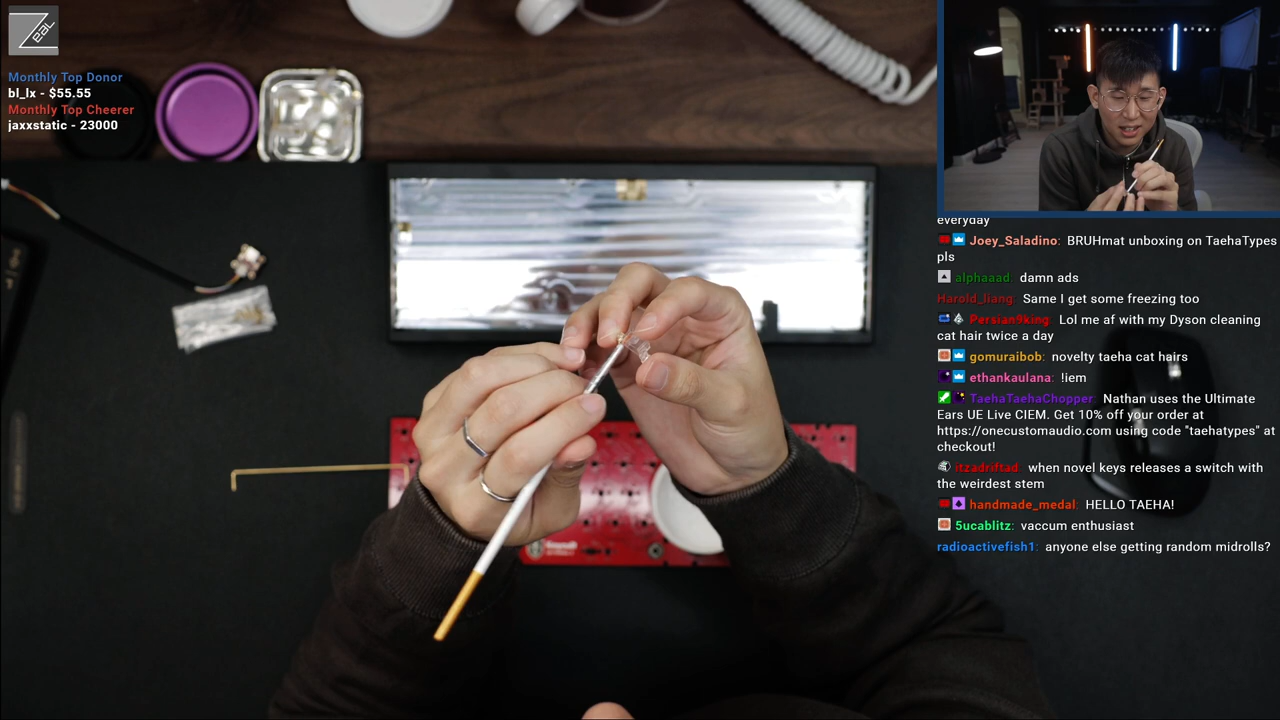 Zeal
Monthly Top Donor
bl_lx - $55.55
Monthly Top Cheerer
jaxxstatic - 23000
everyday
Joey_Saladino: BRUHmat unboxing on TaehaTypes
pls
alphaaad: damn ads
Harold_liang: Same I get some freezing too
Persian9king: Lol me af with my Dyson cleaning
cat hair twice a day
gomuraibob: novelty taeha cat hairs
ethankaulana: !iem
TaehaTaehaChopper: Nathan uses the Ultimate
Ears UE Live CIEM. Get 10% off your order at
https://onecustomaudio.com using code "taehatypes" at
checkout!
itzadriftad: when novel keys releases a switch with
the weirdest stem
handmade_medal: HELLO TAEHA!
5ucablitz: vaccum enthusiast
radioactivefish1: anyone else getting random midrolls?